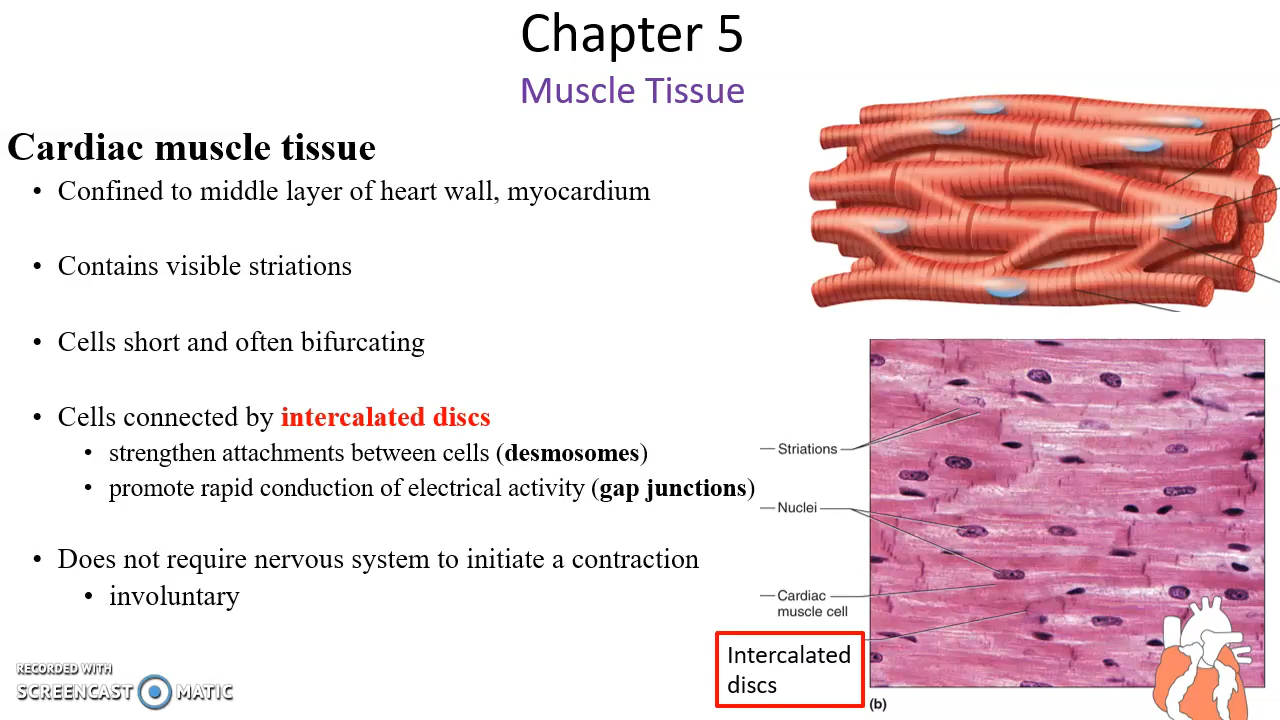 Chapter 5
Muscle Tissue
Cardiac muscle tissue
• Confined to middle layer of heart wall, myocardium
• Contains visible striations
• Cells short and often bifurcating
• Cells connected by intercalated discs
• strengthen attachments between cells (desmosomes)
• promote rapid conduction of electrical activity (gap junctions)
• Does not require nervous system to initiate a contraction
• involuntary
Striations
Nuclei
Cardiac
muscle cell
Intercalated
discs
(b)
RECORDED WITH
SCREENCAST MATIC